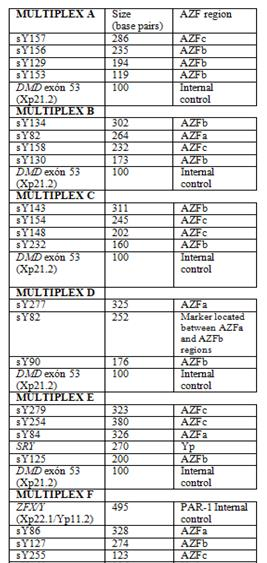 MULTIPLEX A Size AZF region
(base pairs)
sY157 286 AZFc
sY156 235 AZFb
sY129 194 AZFb
sY153 119 AZFb
DMD exón 53 100 Internal
(Xp21.2) control
MULTIPLEX B
sY134 302 AZFb
sY82 264 AZFa
sY158 232 AZFc
sY130 173 AZFb
DMD exón 53 100 Internal
(Xp21.2) control
MULTIPLEX C
sY143 311 AZFb
sY154 245 AZFc
sY148 202 AZFc
sY232 160 AZFb
DMD exón 53 100 Internal
(Xp21.2) control
MULTIPLEX D
sY277 325 AZFa
sY82 252 Marker located
between AZFa
and AZFb
regions
sY90 176 AZFb
DMD exón 53 100 Internal
(Xp21.2) control
MULTIPLEX E
sY279 323 AZFc
sY254 380 AZFc
sY84 326 AZFa
SRY 270 Yp
sY125 200 AZFb
DMD exón 53 100 Internal
(Xp21.2) control
MULTIPLEX F
ZFX/Y 495 PAR-1 Internal
(Xp22.1/Yp11.2) control
sY86 328 AZFa
sY127 274 AZFb
sY255 123 AZFc